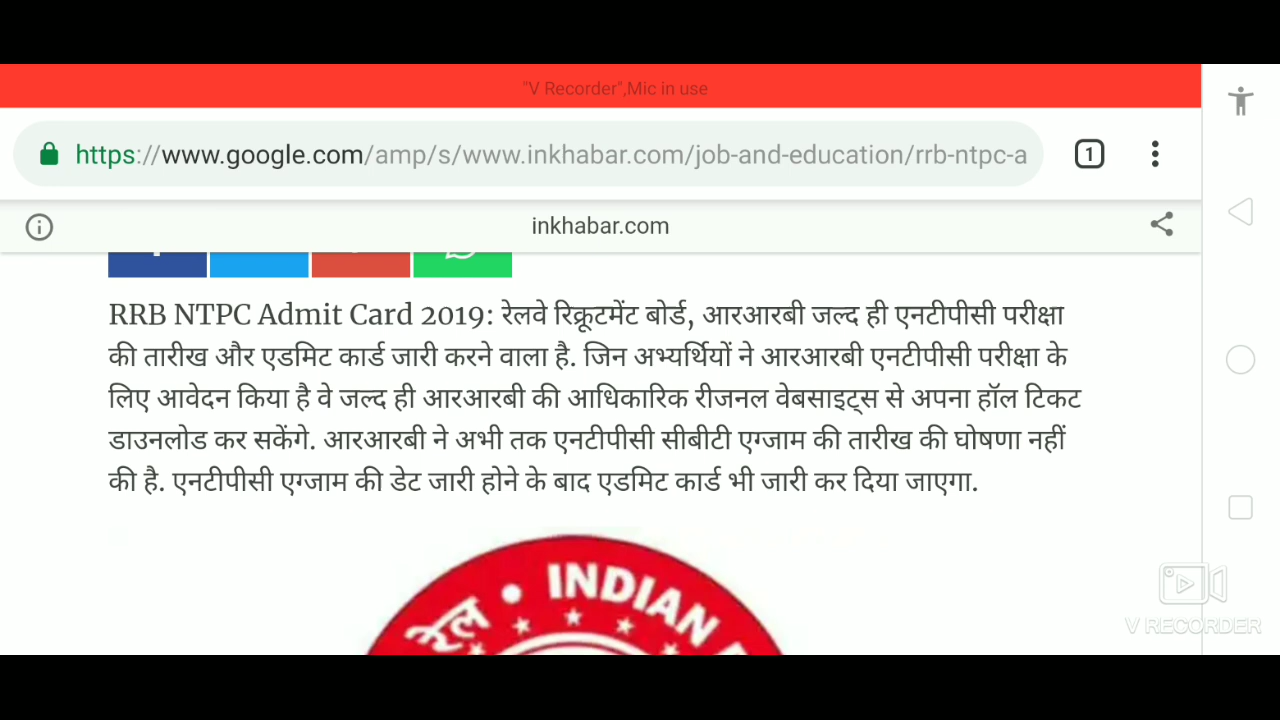 "V Recorder",Mic in use
https://www.google.com/amp/s/www.inkhabar.com/job-and-education/rrb-ntpc-a
1
inkhabar.com
RRB NTPC Admit Card 2019: रेलवे रिक्रूटमेंट बोर्ड, आरआरबी जल्द ही एनटीपीसी परीक्षा
की तारीख और एडमिट कार्ड जारी करने वाला है. जिन अभ्यर्थियों ने आरआरबी एनटीपीसी परीक्षा के
लिए आवेदन किया है वे जल्द ही आरआरबी की आधिकारिक रीजनल वेबसाइट्स से अपना हॉल टिकट
डाउनलोड कर सकेंगे. आरआरबी ने अभी तक एनटीपीसी सीबीटी एग्जाम की तारीख की घोषणा नहीं
की है. एनटीपीसी एग्जाम की डेट जारी होने के बाद एडमिट कार्ड भी जारी कर दिया जाएगा.
रेल • INDIAN
V RECORDER